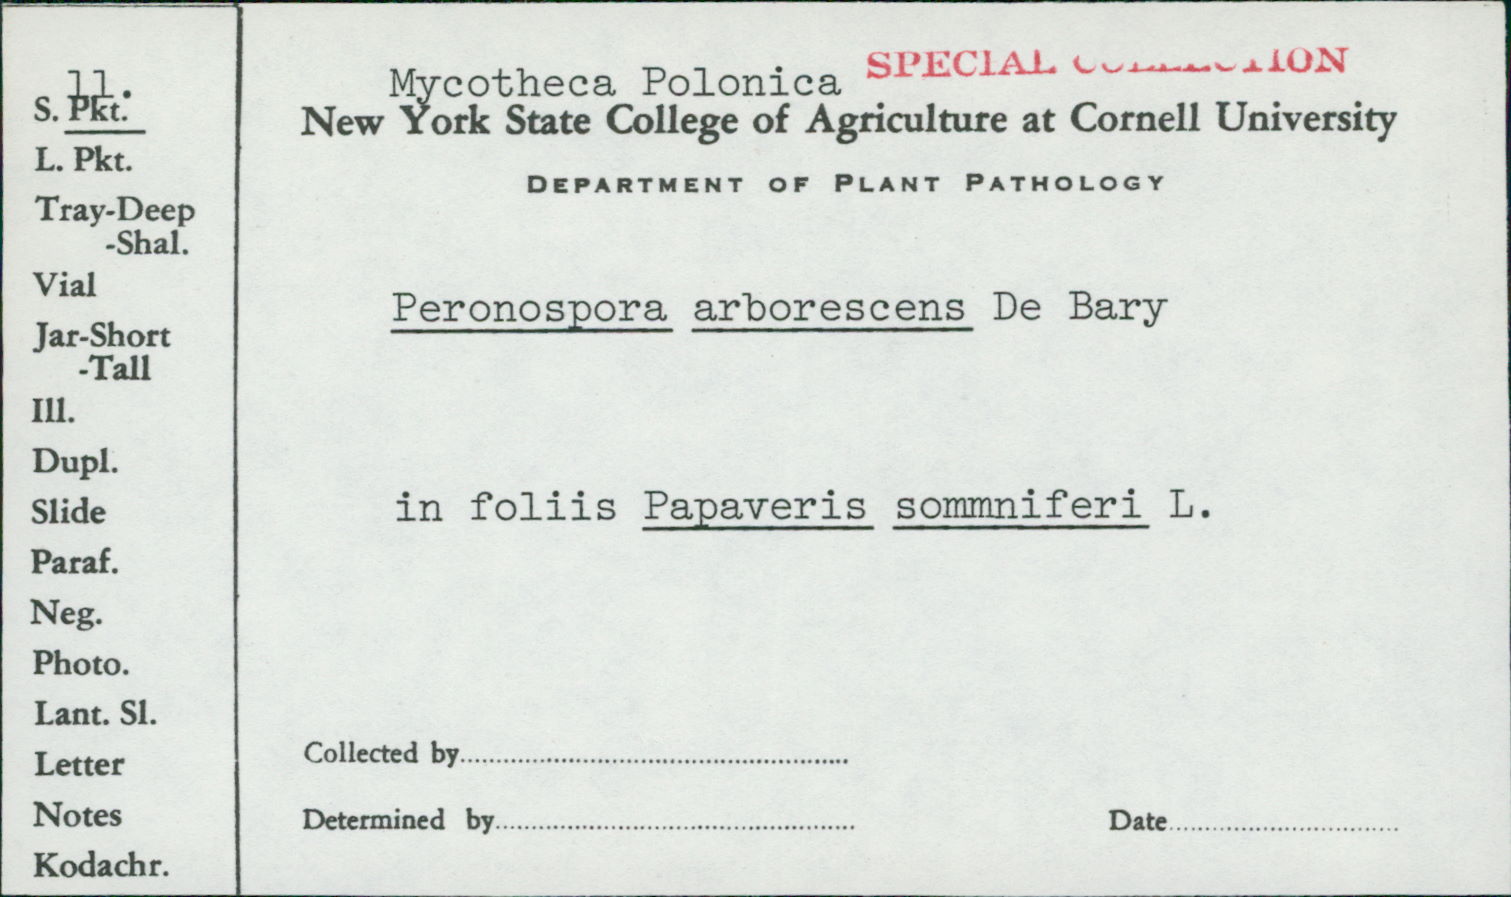 11.
S. Pkt.
L. Pkt.
Tray-Deep
-Shal.
Vial
Jar-Short
-Tall
Ill.
Dupl.
Slide
Paraf.
Neg.
Photo.
Lant. Sl.
Letter
Notes
Kodachr.
Mycotheca Polonica SPECIAL COLLECTION
New York State College of Agriculture at Cornell University
DEPARTMENT OF PLANT PATHOLOGY
Peronospora arborescens De Bary
in foliis Papaveris sommniferi L.
Collected by
Determined by
Date